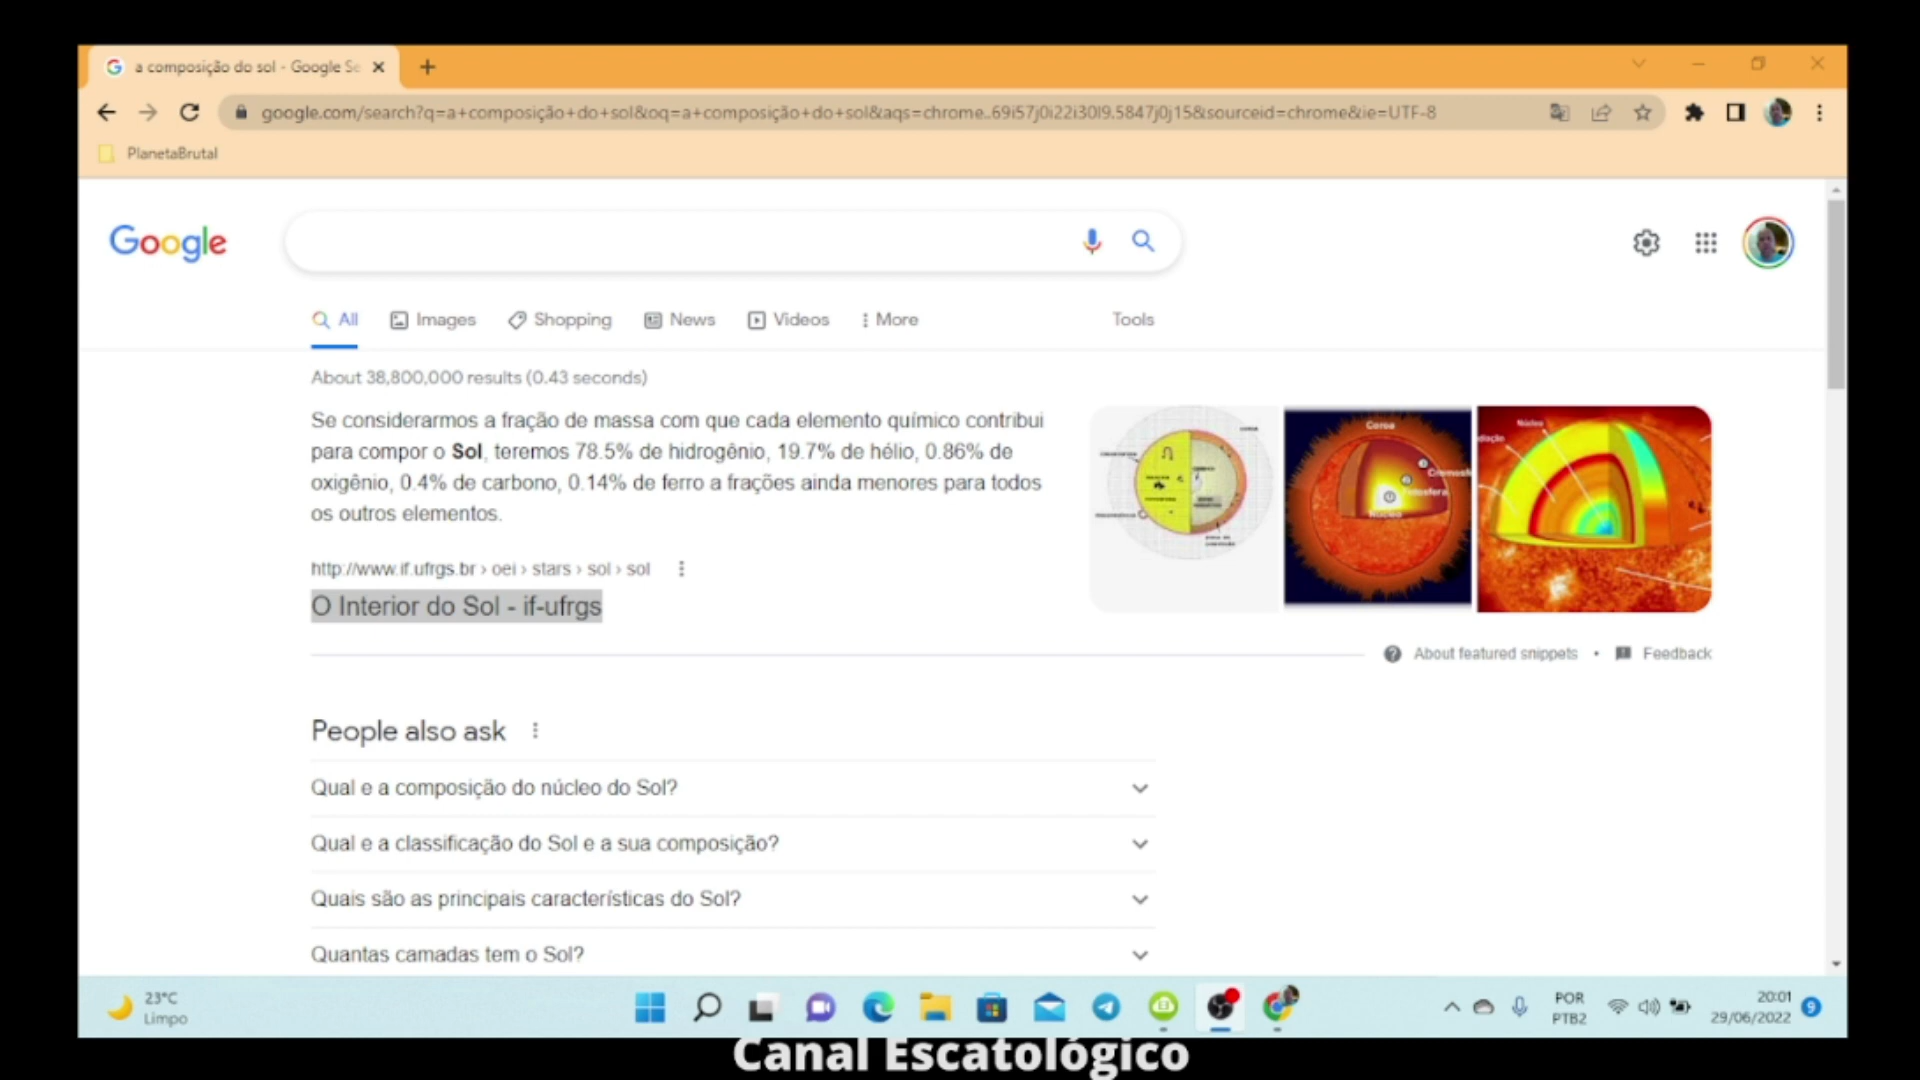 a composição do sol - Google Se
google.com/search?q=a+composição+do+sol&oq=a+composição+do+sol&aqs=chrome..69i57j0i22i30l9.5847j0j15&sourceid=chrome&ie=UTF-8
PlanetaBrutal
Google
All Images Shopping News Videos More Tools
About 38,800,000 results (0.43 seconds)
Se considerarmos a fração de massa com que cada elemento químico contribui
para compor o Sol, teremos 78.5% de hidrogênio, 19.7% de hélio, 0.86% de
oxigênio, 0.4% de carbono, 0.14% de ferro a frações ainda menores para todos
os outros elementos.
http://www.if.ufrgs.br › oei › stars › sol › sol
O Interior do Sol - if-ufrgs
Coroa
Núcleo
About featured snippets • Feedback
People also ask
Qual e a composição do núcleo do Sol?
Qual e a classificação do Sol e a sua composição?
Quais são as principais características do Sol?
Quantas camadas tem o Sol?
23°C
Limpo
POR
PTB2
20:01
29/06/2022
9
Canal Escatológico